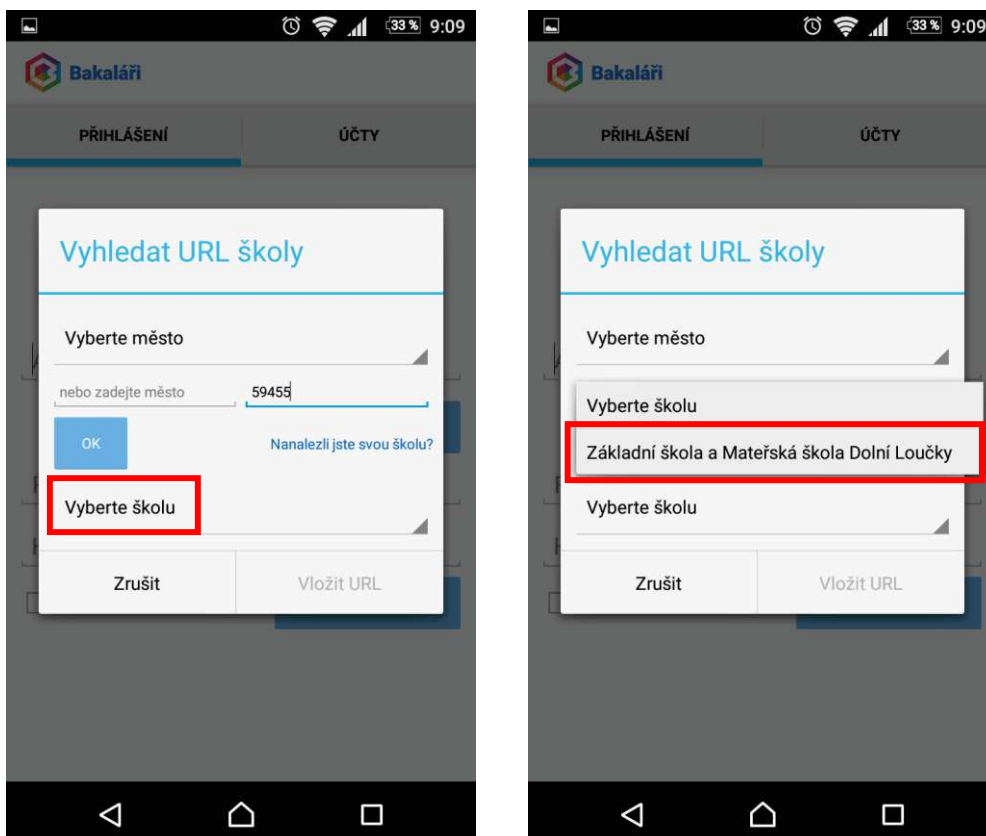 33 % 9:09
Bakaláři
PŘIHLÁŠENÍ ÚČTY
Vyhledat URL školy
Vyberte město
nebo zadejte město 59455
OK Nanalezli jste svou školu?
Vyberte školu
Zrušit Vložit URL
33 % 9:09
Bakaláři
PŘIHLÁŠENÍ ÚČTY
Vyhledat URL školy
Vyberte město
Vyberte školu
Základní škola a Mateřská škola Dolní Loučky
Vyberte školu
Zrušit Vložit URL